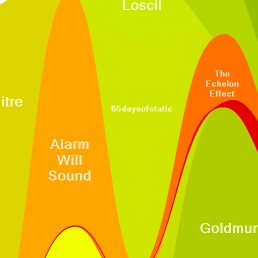 Loscil
The
Echelon
Effect
itre
65daysofstatic
Alarm
Will
Sound
Goldmun